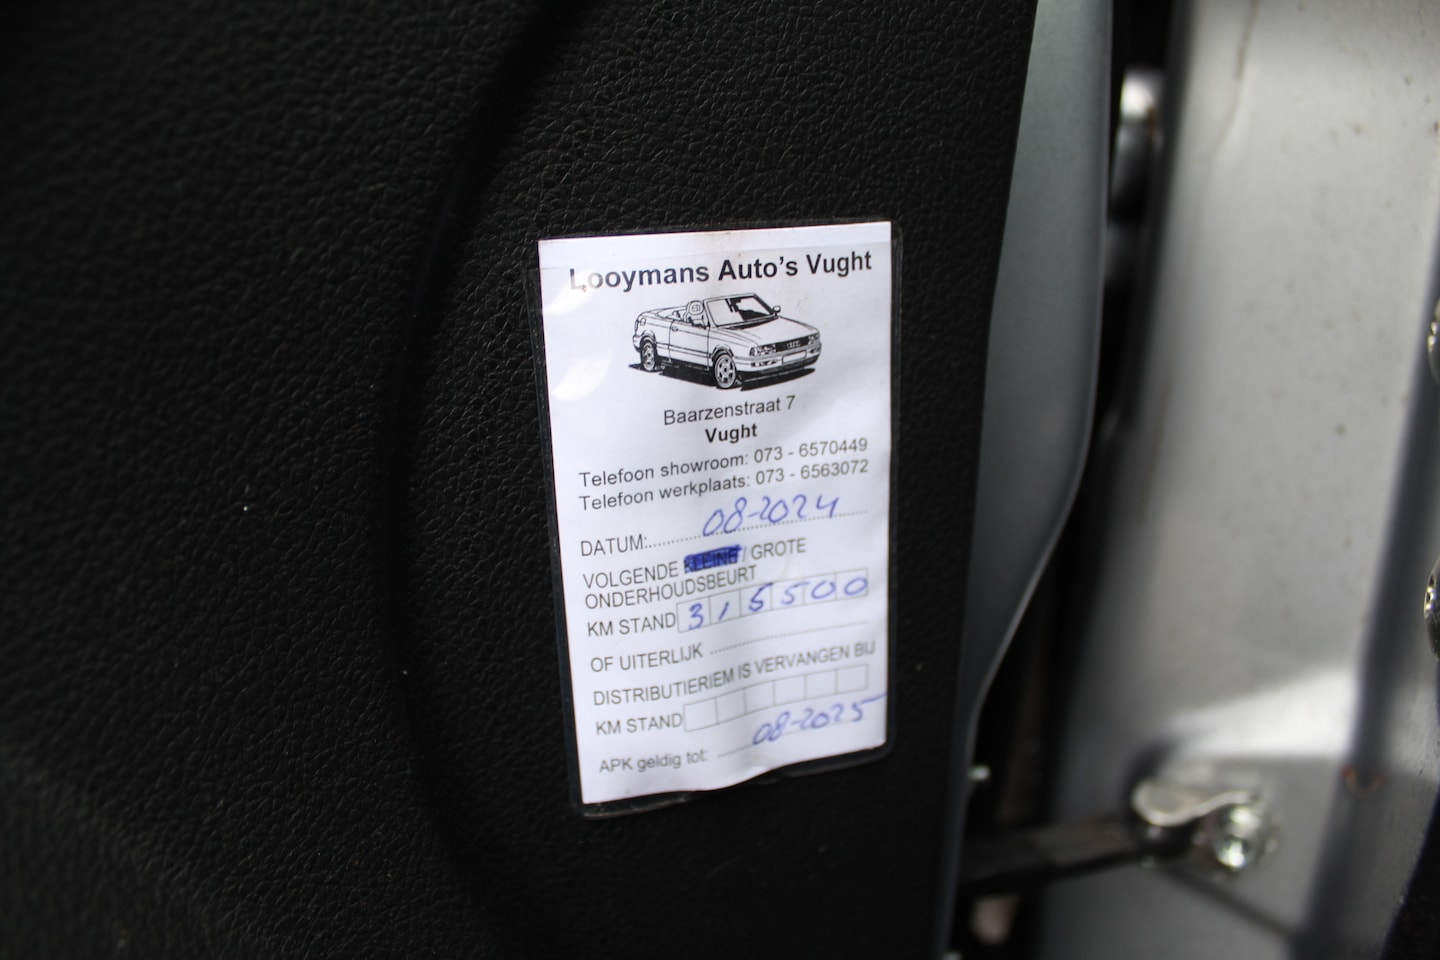 Looymans Auto's Vught
Baarzenstraat 7
Vught
Telefoon showroom: 073 - 6570449
Telefoon werkplaats: 073 - 6563072
DATUM: 08-2024
VOLGENDE KLEINE / GROTE
ONDERHOUDSBEURT
KM STAND 315500
OF UITERLIJK
DISTRIBUTIERIEM IS VERVANGEN BIJ
KM STAND
APK geldig tot: 08-2025